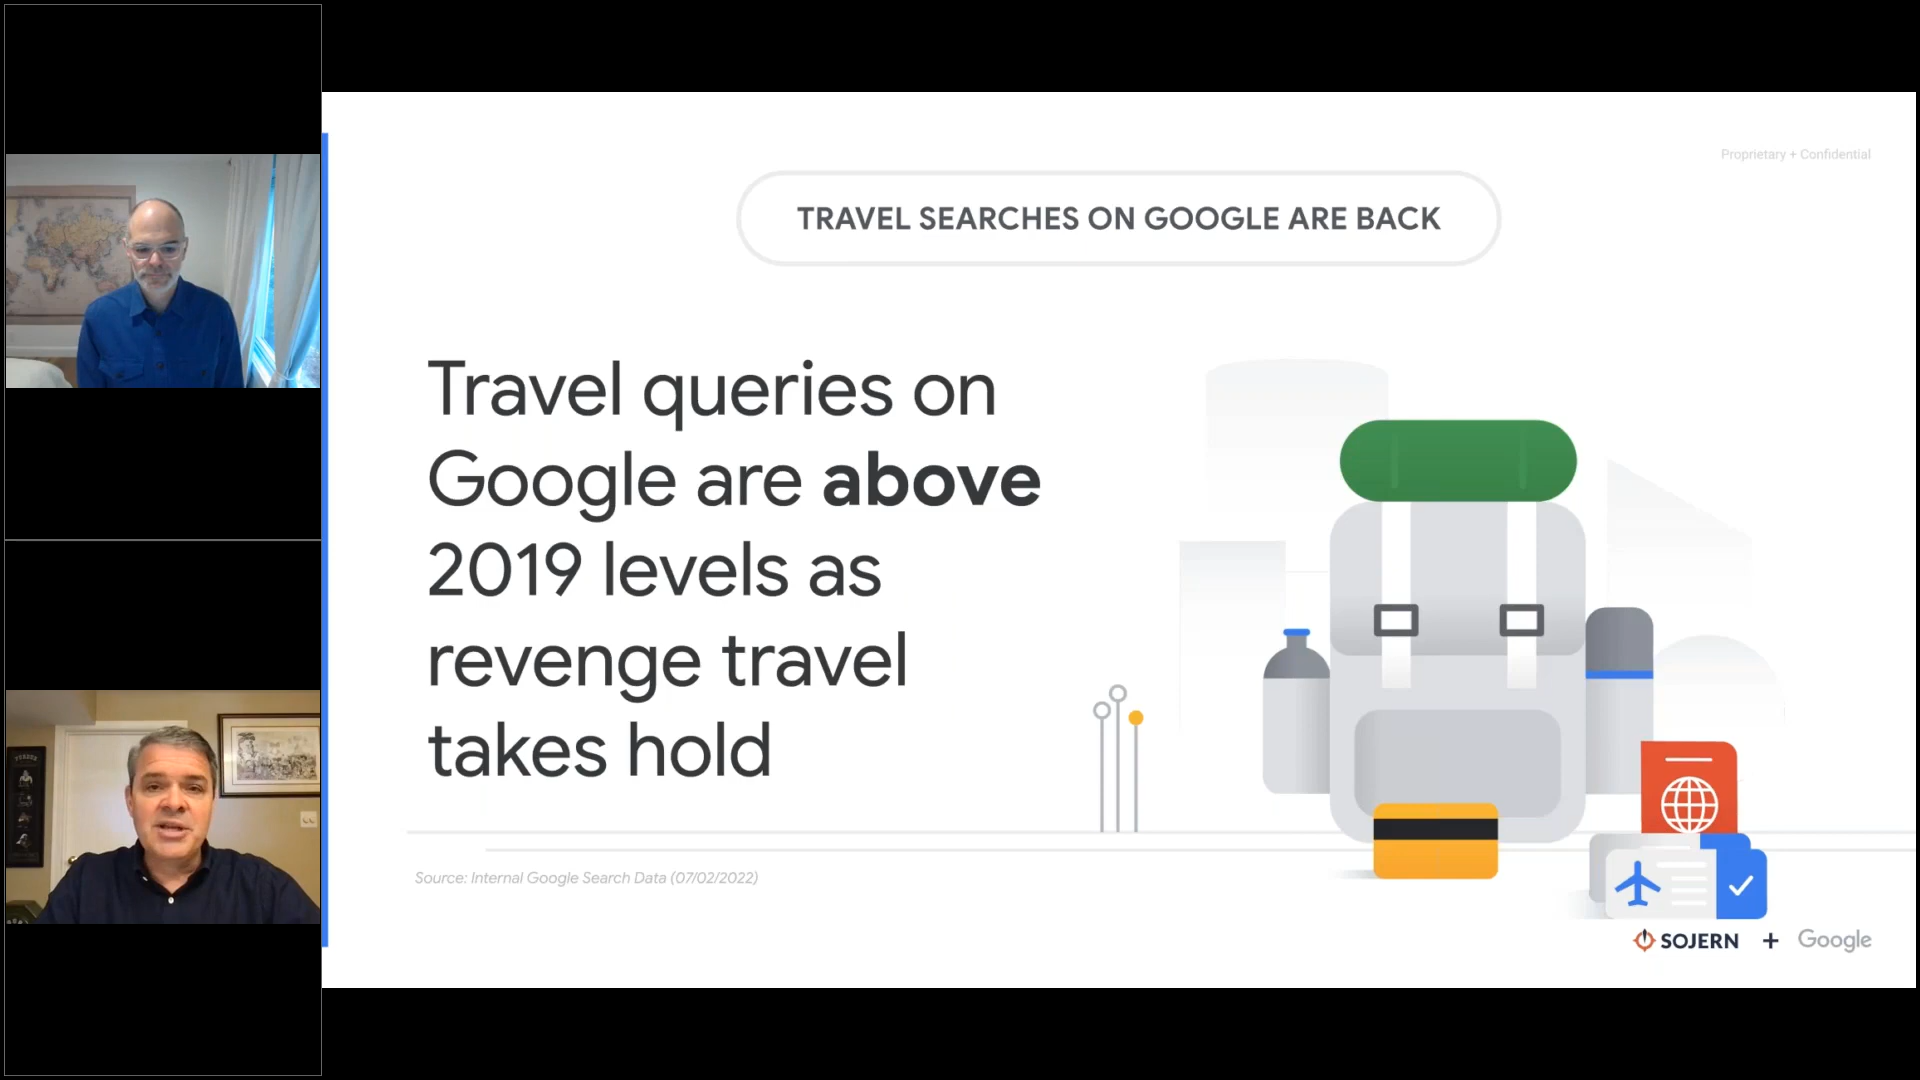 Proprietary + Confidential
TRAVEL SEARCHES ON GOOGLE ARE BACK
Travel queries on
Google are above
2019 levels as
revenge travel
takes hold
Source: Internal Google Search Data (07/02/2022)
SOJERN + Google
PURDUE